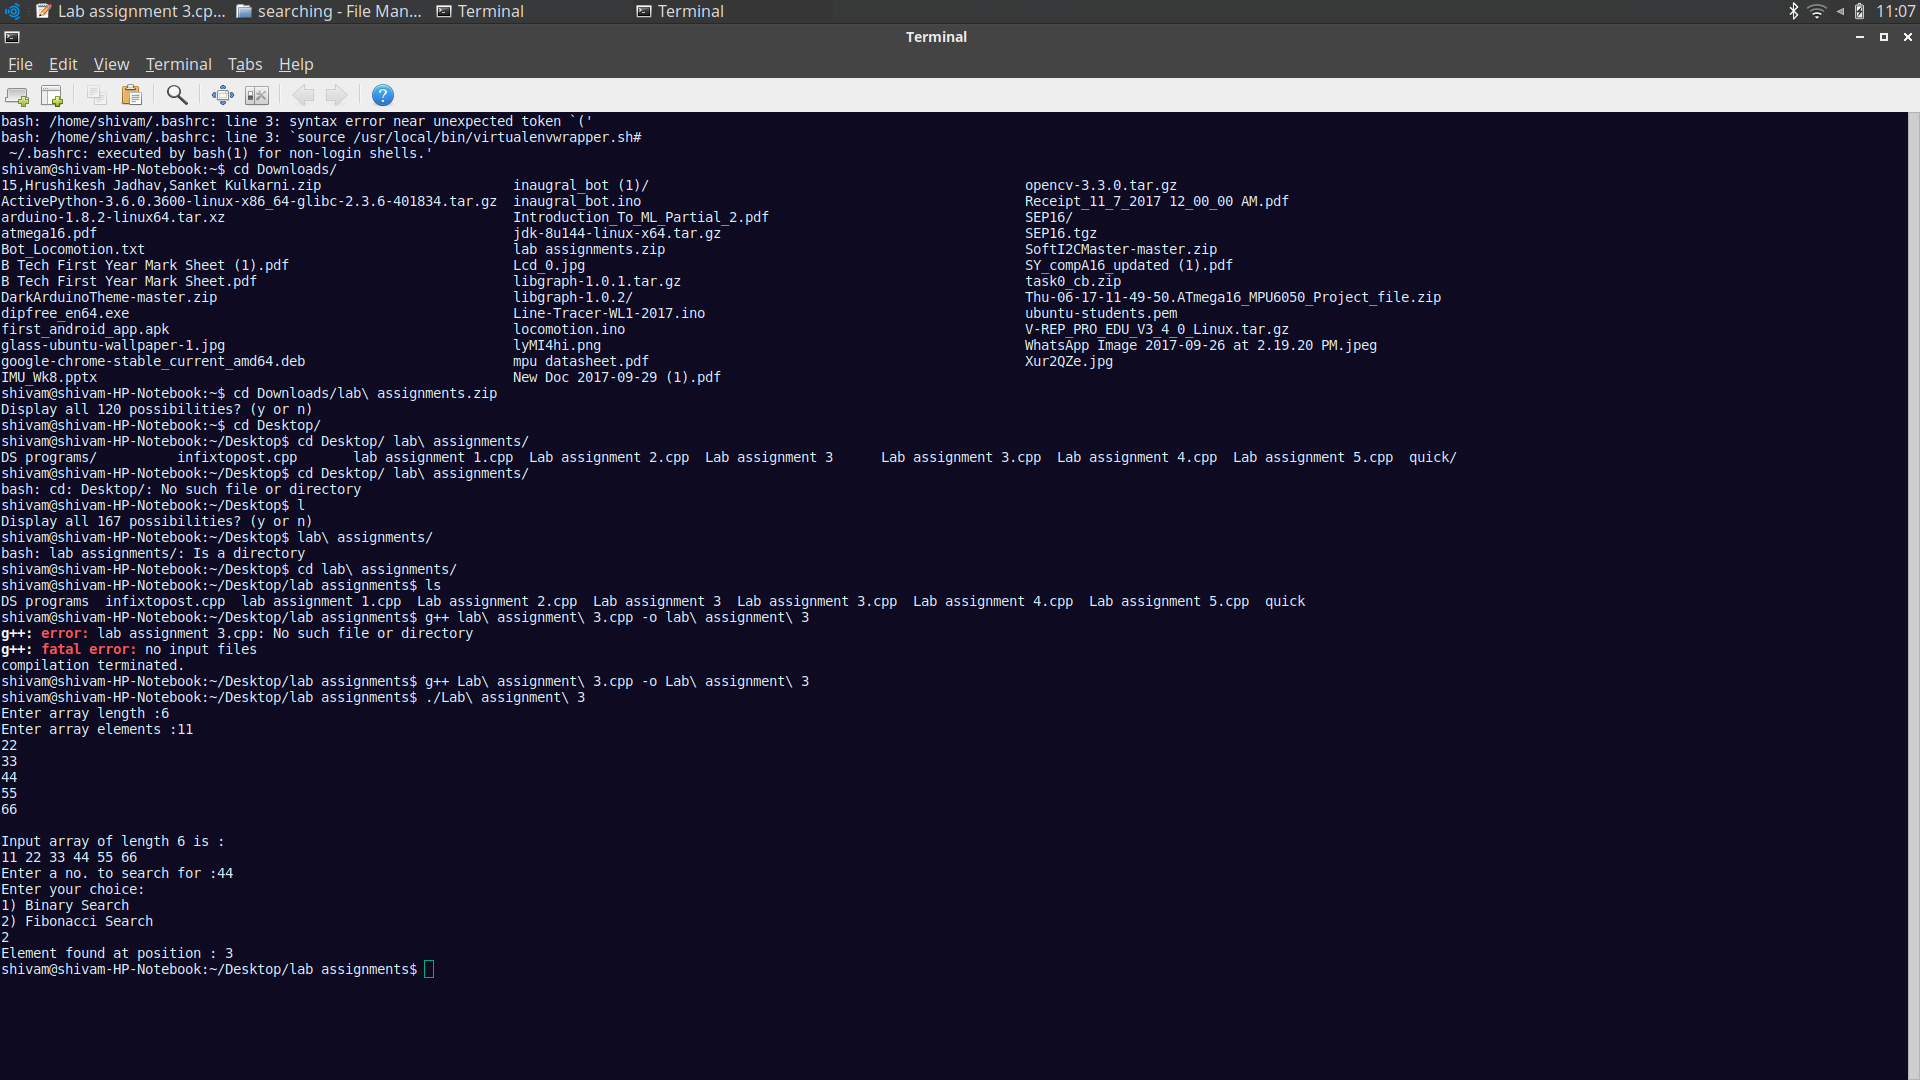 Lab assignment 3.cp... searching - File Man... Terminal Terminal 11:07
Terminal
File Edit View Terminal Tabs Help
bash: /home/shivam/.bashrc: line 3: syntax error near unexpected token `('
bash: /home/shivam/.bashrc: line 3: `source /usr/local/bin/virtualenvwrapper.sh#
 ~/.bashrc: executed by bash(1) for non-login shells.'
shivam@shivam-HP-Notebook:~$ cd Downloads/
15,Hrushikesh Jadhav,Sanket Kulkarni.zip inaugral_bot (1)/ opencv-3.3.0.tar.gz
ActivePython-3.6.0.3600-linux-x86_64-glibc-2.3.6-401834.tar.gz inaugral_bot.ino Receipt_11_7_2017 12_00_00 AM.pdf
arduino-1.8.2-linux64.tar.xz Introduction_To_ML_Partial_2.pdf SEP16/
atmega16.pdf jdk-8u144-linux-x64.tar.gz SEP16.tgz
Bot_Locomotion.txt lab assignments.zip SoftI2CMaster-master.zip
B Tech First Year Mark Sheet (1).pdf Lcd_0.jpg SY_compA16_updated (1).pdf
B Tech First Year Mark Sheet.pdf libgraph-1.0.1.tar.gz task0_cb.zip
DarkArduinoTheme-master.zip libgraph-1.0.2/ Thu-06-17-11-49-50.ATmega16_MPU6050_Project_file.zip
dipfree_en64.exe Line-Tracer-WL1-2017.ino ubuntu-students.pem
first_android_app.apk locomotion.ino V-REP_PRO_EDU_V3_4_0_Linux.tar.gz
glass-ubuntu-wallpaper-1.jpg lyMI4hi.png WhatsApp Image 2017-09-26 at 2.19.20 PM.jpeg
google-chrome-stable_current_amd64.deb mpu datasheet.pdf Xur2QZe.jpg
IMU_Wk8.pptx New Doc 2017-09-29 (1).pdf
shivam@shivam-HP-Notebook:~$ cd Downloads/lab\ assignments.zip
Display all 120 possibilities? (y or n)
shivam@shivam-HP-Notebook:~$ cd Desktop/
shivam@shivam-HP-Notebook:~/Desktop$ cd Desktop/ lab\ assignments/
DS programs/ infixtopost.cpp lab assignment 1.cpp Lab assignment 2.cpp Lab assignment 3 Lab assignment 3.cpp Lab assignment 4.cpp Lab assignment 5.cpp quick/
shivam@shivam-HP-Notebook:~/Desktop$ cd Desktop/ lab\ assignments/
bash: cd: Desktop/: No such file or directory
shivam@shivam-HP-Notebook:~/Desktop$ l
Display all 167 possibilities? (y or n)
shivam@shivam-HP-Notebook:~/Desktop$ lab\ assignments/
bash: lab assignments/: Is a directory
shivam@shivam-HP-Notebook:~/Desktop$ cd lab\ assignments/
shivam@shivam-HP-Notebook:~/Desktop/lab assignments$ ls
DS programs infixtopost.cpp lab assignment 1.cpp Lab assignment 2.cpp Lab assignment 3 Lab assignment 3.cpp Lab assignment 4.cpp Lab assignment 5.cpp quick
shivam@shivam-HP-Notebook:~/Desktop/lab assignments$ g++ lab\ assignment\ 3.cpp -o lab\ assignment\ 3
g++: error: lab assignment 3.cpp: No such file or directory
g++: fatal error: no input files
compilation terminated.
shivam@shivam-HP-Notebook:~/Desktop/lab assignments$ g++ Lab\ assignment\ 3.cpp -o Lab\ assignment\ 3
shivam@shivam-HP-Notebook:~/Desktop/lab assignments$ ./Lab\ assignment\ 3
Enter array length :6
Enter array elements :11
22
33
44
55
66
Input array of length 6 is :
11 22 33 44 55 66
Enter a no. to search for :44
Enter your choice:
1) Binary Search
2) Fibonacci Search
2
Element found at position : 3
shivam@shivam-HP-Notebook:~/Desktop/lab assignments$